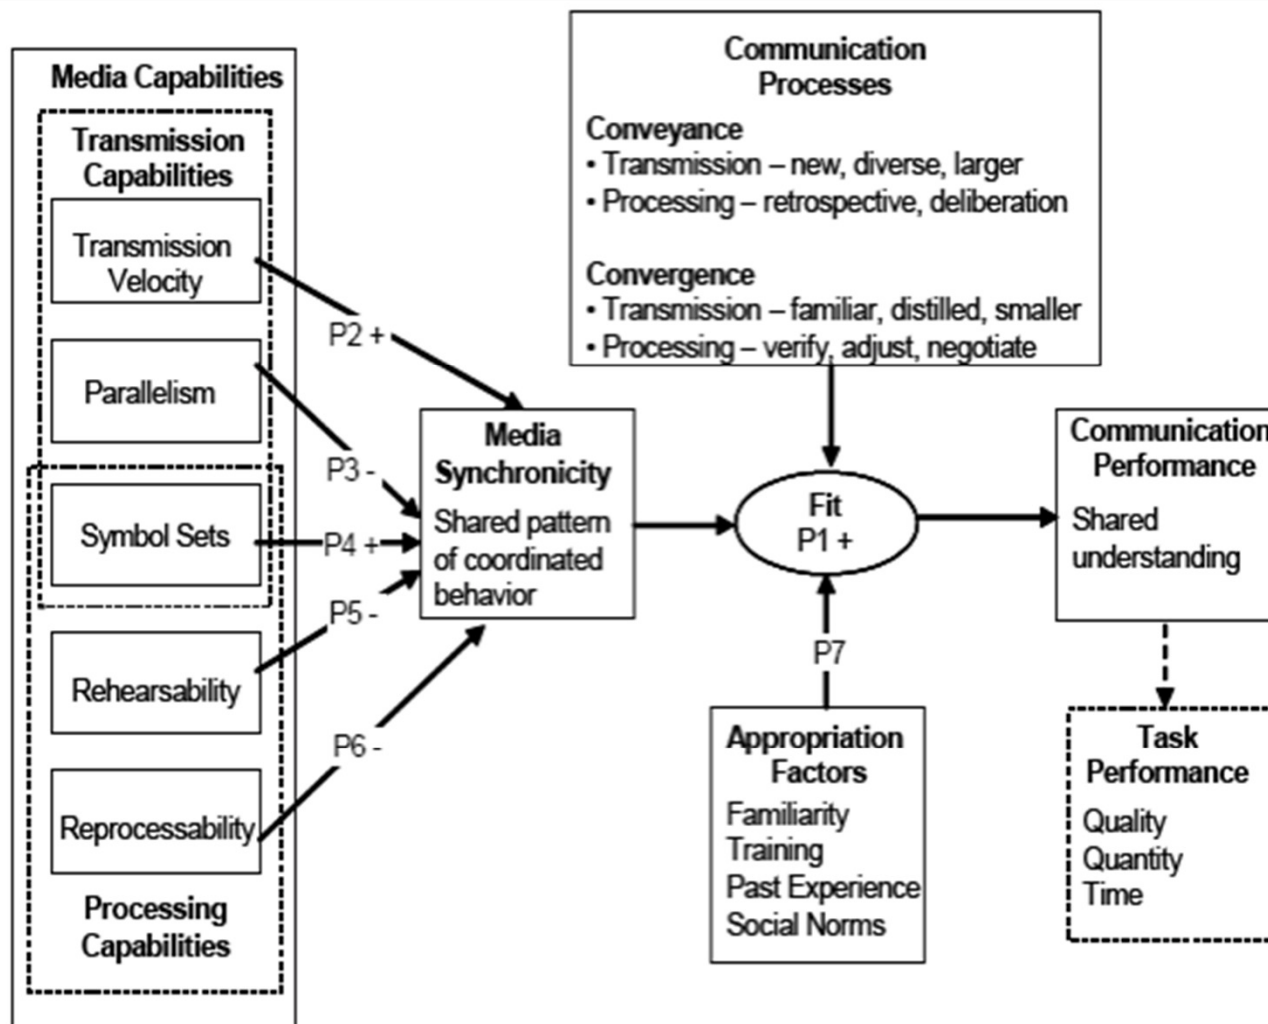 Media Capabilities
Transmission
Capabilities
Transmission
Velocity
Parallelism
Symbol Sets
Rehearsability
Reprocessability
Processing
Capabilities
P2 +
P3 -
P4 +
P5 -
P6 -
Media
Synchronicity
Shared pattern
of coordinated
behavior
Communication
Processes
Conveyance
• Transmission – new, diverse, larger
• Processing – retrospective, deliberation
Convergence
• Transmission – familiar, distilled, smaller
• Processing – verify, adjust, negotiate
Fit
P1 +
P7
Appropriation
Factors
Familiarity
Training
Past Experience
Social Norms
Communication
Performance
Shared
understanding
Task
Performance
Quality
Quantity
Time